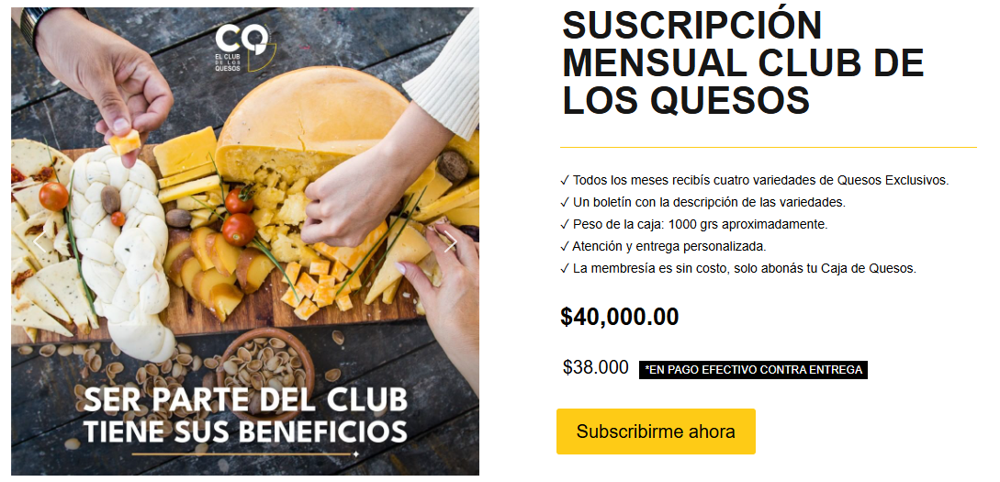 CQ
EL CLUB
DE LOS
QUESOS
SER PARTE DEL CLUB
TIENE SUS BENEFICIOS
SUSCRIPCIÓN
MENSUAL CLUB DE
LOS QUESOS
✓ Todos los meses recibís cuatro variedades de Quesos Exclusivos.
✓ Un boletín con la descripción de las variedades.
✓ Peso de la caja: 1000 grs aproximadamente.
✓ Atención y entrega personalizada.
✓ La membresía es sin costo, solo abonás tu Caja de Quesos.
$40,000.00
$38.000 *EN PAGO EFECTIVO CONTRA ENTREGA
Subscribirme ahora